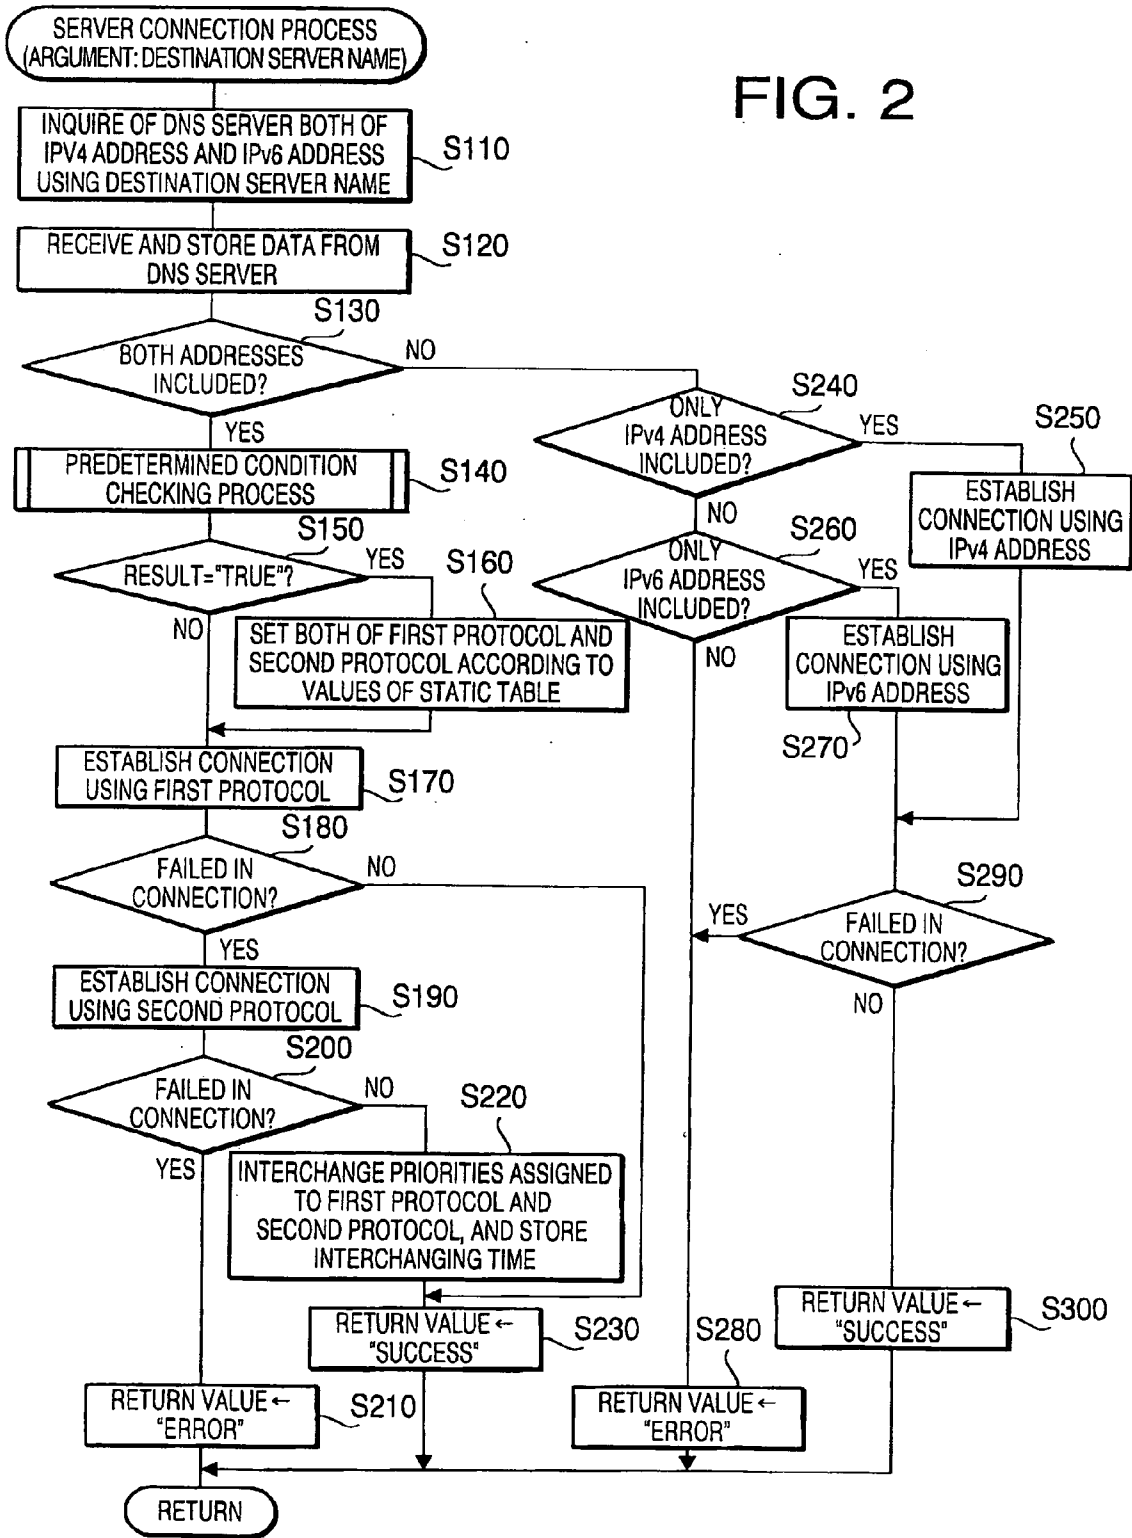 SERVER CONNECTION PROCESS
(ARGUMENT: DESTINATION SERVER NAME)
FIG. 2
INQUIRE OF DNS SERVER BOTH OF
IPV4 ADDRESS AND IPv6 ADDRESS
USING DESTINATION SERVER NAME
S110
RECEIVE AND STORE DATA FROM
DNS SERVER
S120
S130
BOTH ADDRESSES
INCLUDED?
NO
YES
PREDETERMINED CONDITION
CHECKING PROCESS
S140
S150
RESULT="TRUE"?
YES
NO
S160
SET BOTH OF FIRST PROTOCOL AND
SECOND PROTOCOL ACCORDING TO
VALUES OF STATIC TABLE
ESTABLISH CONNECTION
USING FIRST PROTOCOL
S170
S180
FAILED IN
CONNECTION?
NO
YES
ESTABLISH CONNECTION
USING SECOND PROTOCOL
S190
S200
FAILED IN
CONNECTION?
NO
YES
S220
INTERCHANGE PRIORITIES ASSIGNED
TO FIRST PROTOCOL AND
SECOND PROTOCOL, AND STORE
INTERCHANGING TIME
RETURN VALUE ←
"SUCCESS"
S230
RETURN VALUE ←
"ERROR"
S210
S240
ONLY
IPv4 ADDRESS
INCLUDED?
YES
NO
S250
ESTABLISH
CONNECTION USING
IPv4 ADDRESS
S260
ONLY
IPv6 ADDRESS
INCLUDED?
YES
NO
ESTABLISH
CONNECTION USING
IPv6 ADDRESS
S270
S290
FAILED IN
CONNECTION?
YES
NO
S280
RETURN VALUE ←
"ERROR"
RETURN VALUE ←
"SUCCESS"
S300
RETURN